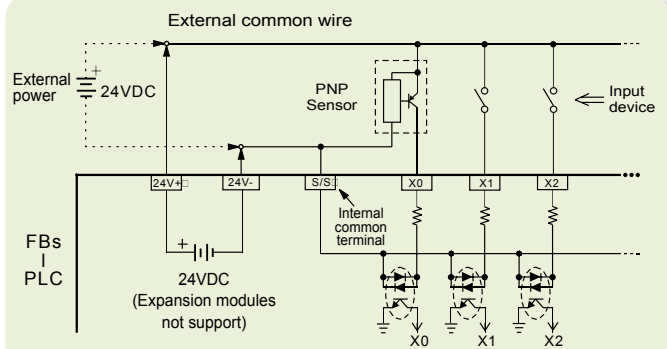 External common wire
External
power
+
24VDC
PNP
Sensor
Input
device
24V+□
24V-
S/S□
X0
X1
X2
Internal
common
terminal
FBs
PLC
+
24VDC
(Expansion modules
not support)
X0
X1
X2